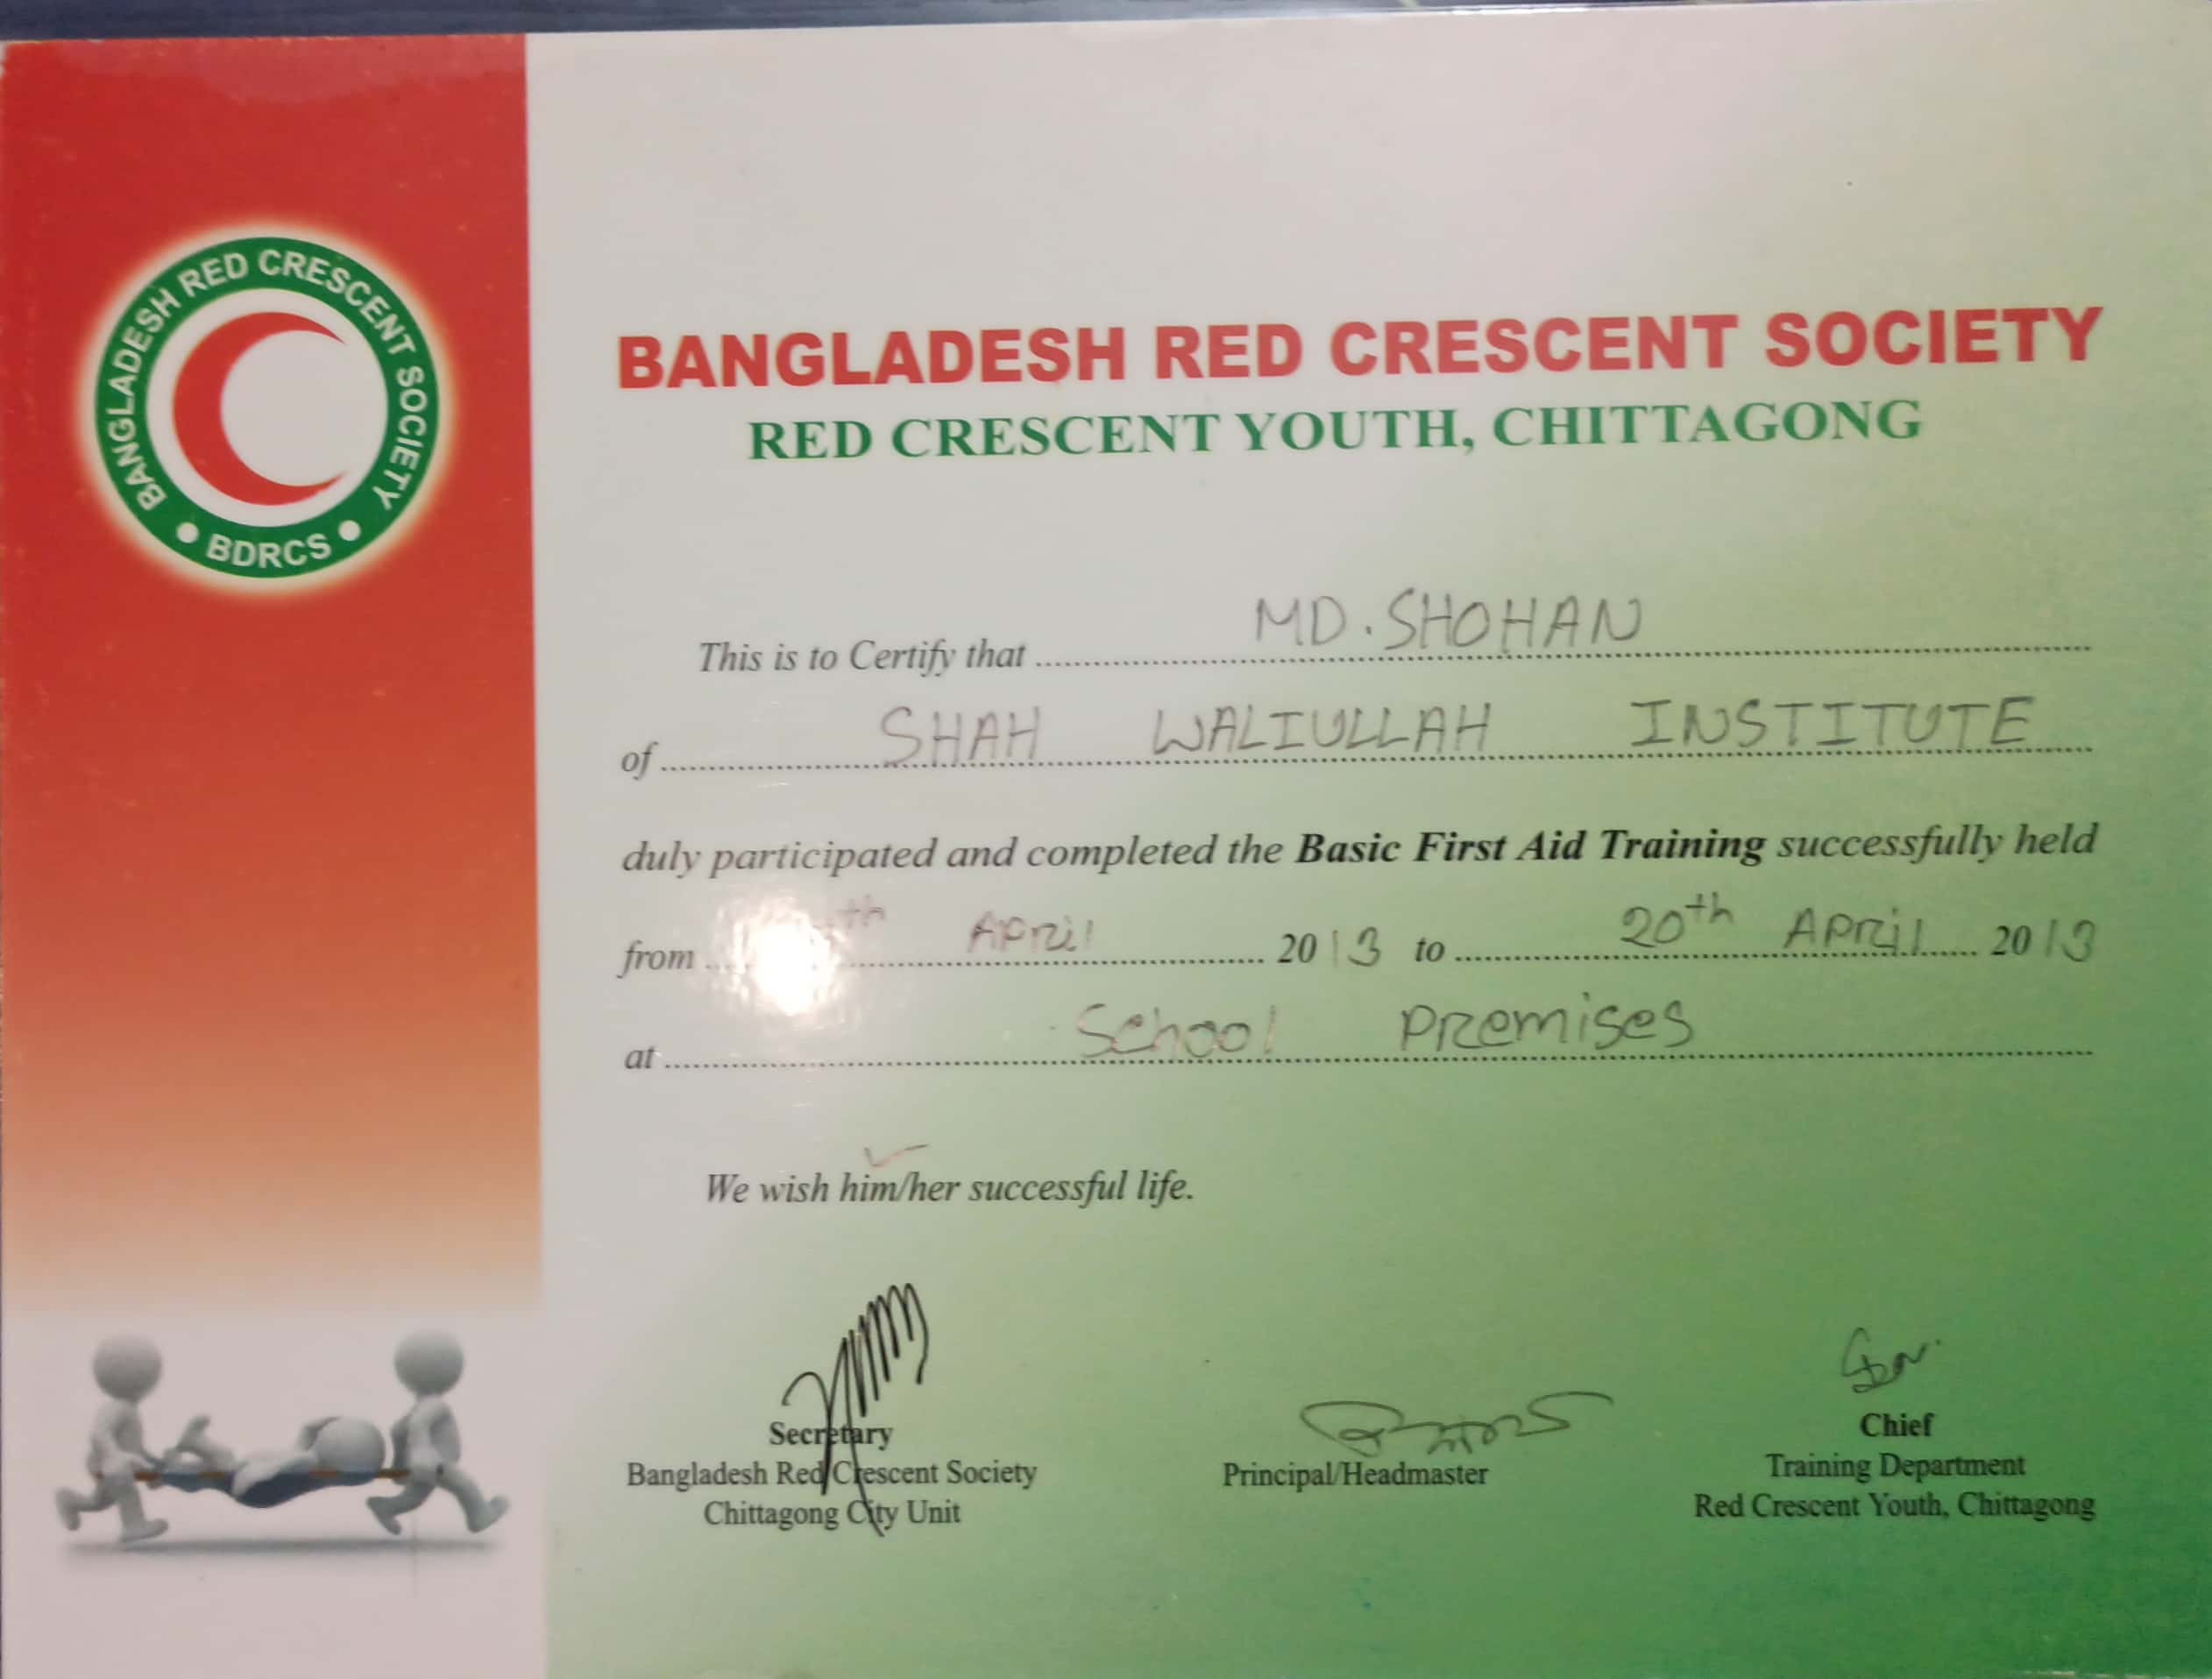 BANGLADESH RED CRESCENT SOCIETY
BDRCS
BANGLADESH RED CRESCENT SOCIETY
RED CRESCENT YOUTH, CHITTAGONG
This is to Certify that MD. SHOHAN
of SHAH WALIULLAH INSTITUTE
duly participated and completed the Basic First Aid Training successfully held
from th April 2013 to 20th April 2013
at School Premises
We wish him/her successful life.
Secretary
Bangladesh Red Crescent Society
Chittagong City Unit
Principal/Headmaster
Chief
Training Department
Red Crescent Youth, Chittagong